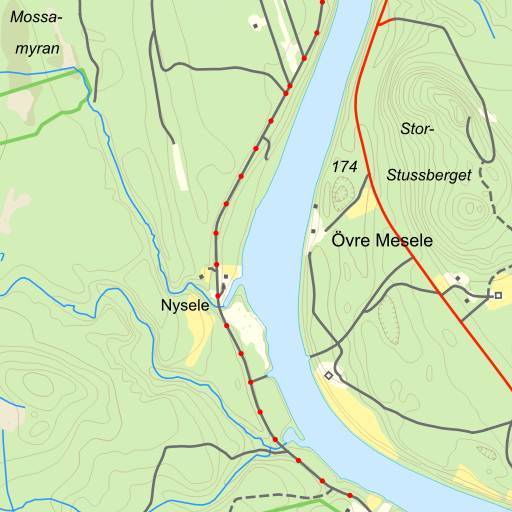 Mossa-
myran
Stor-
174
Stussberget
Övre Mesele
Nysele